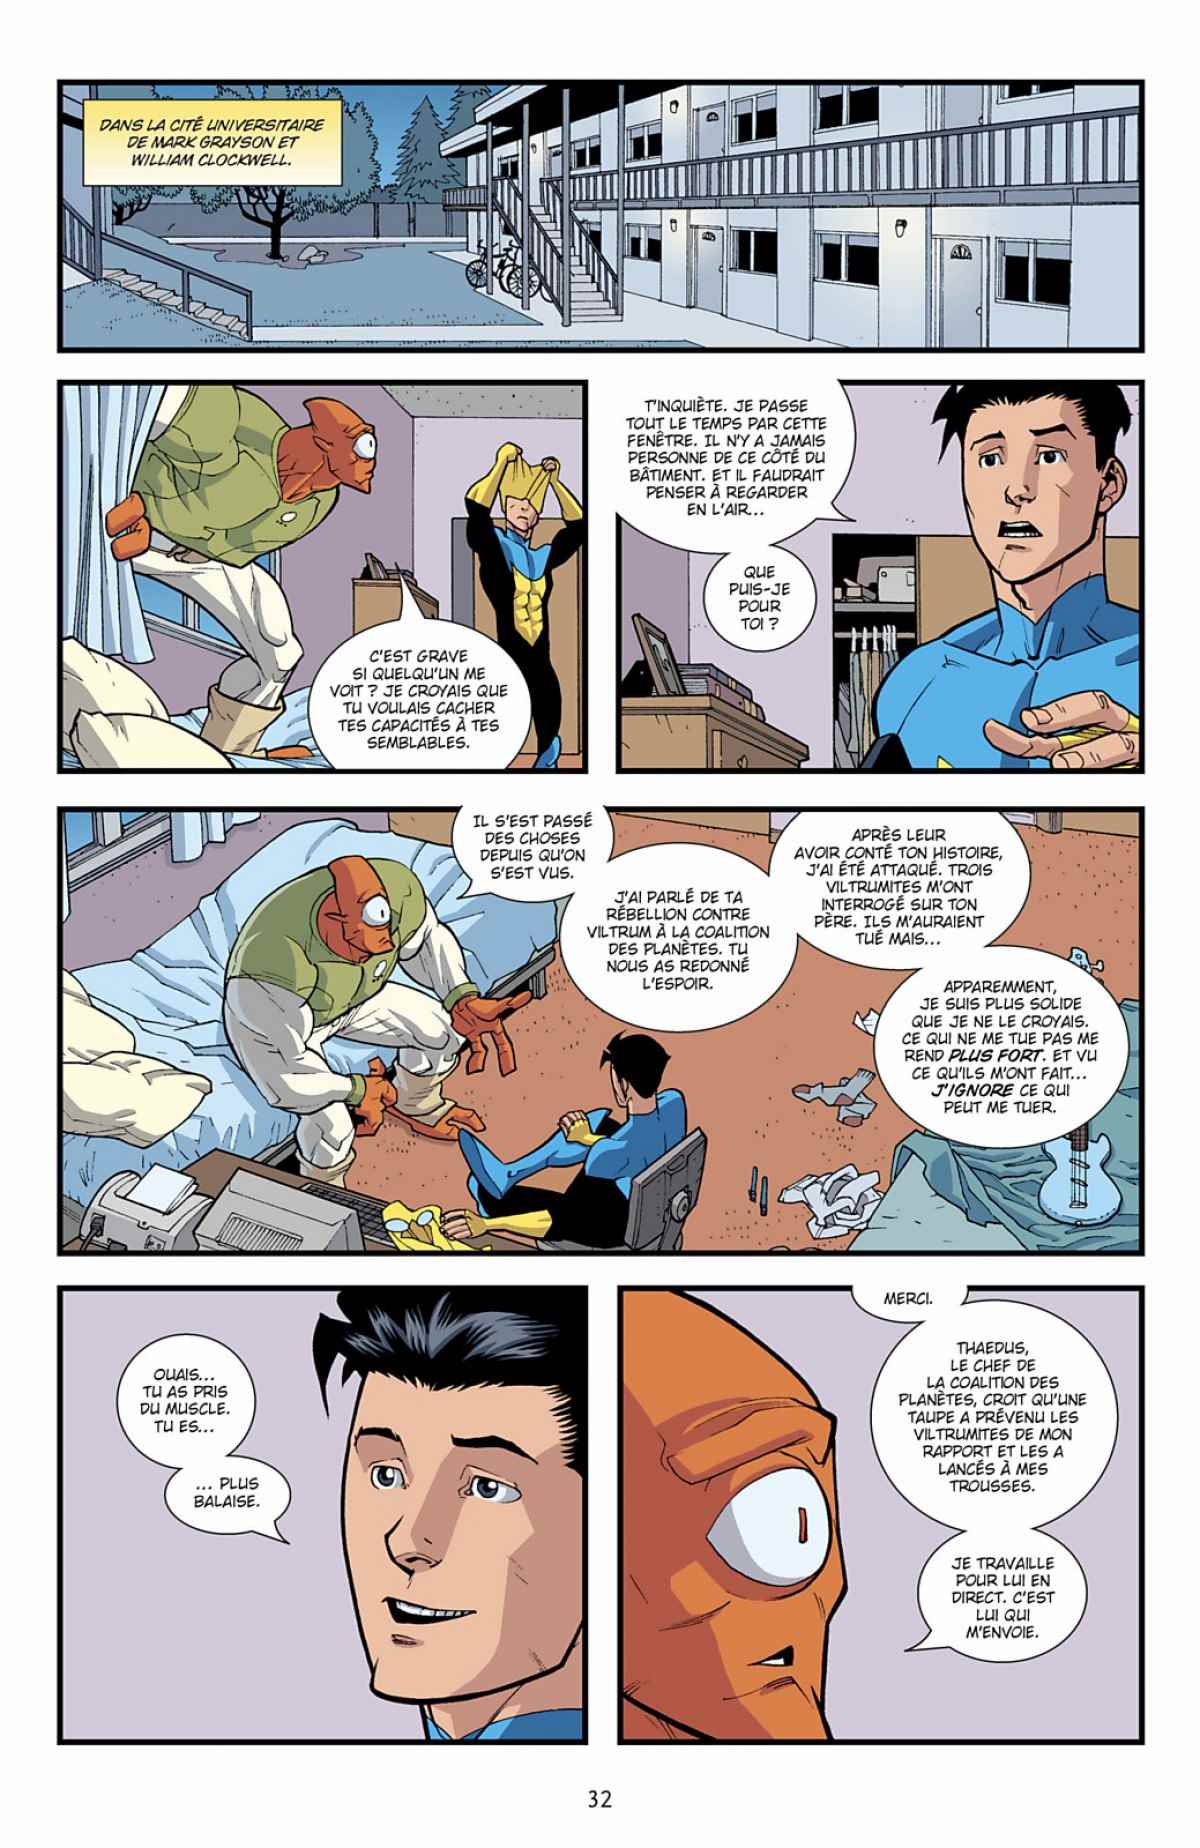 DANS LA CITÉ UNIVERSITAIRE
DE MARK GRAYSON ET
WILLIAM CLOCKWELL.
C'EST GRAVE
SI QUELQU'UN ME
VOIT ? JE CROYAIS QUE
TU VOULAIS CACHER
TES CAPACITÉS À TES
SEMBLABLES.
T'INQUIÈTE. JE PASSE
TOUT LE TEMPS PAR CETTE
FENÊTRE. IL N'Y A JAMAIS
PERSONNE DE CE CÔTÉ DU
BÂTIMENT. ET IL FAUDRAIT
PENSER À REGARDER
EN L'AIR...
QUE
PUIS-JE
POUR
TOI ?
IL S'EST PASSÉ
DES CHOSES
DEPUIS QU'ON
S'EST VUS.
J'AI PARLÉ DE TA
RÉBELLION CONTRE
VILTRUM À LA COALITION
DES PLANÈTES. TU
NOUS AS REDONNÉ
L'ESPOIR.
APRÈS LEUR
AVOIR CONTÉ TON HISTOIRE,
J'AI ÉTÉ ATTAQUÉ. TROIS
VILTRUMITES M'ONT
INTERROGÉ SUR TON
PÈRE. ILS M'AURAIENT
TUÉ MAIS...
APPAREMMENT,
JE SUIS PLUS SOLIDE
QUE JE NE LE CROYAIS.
CE QUI NE ME TUE PAS ME
REND PLUS FORT. ET VU
CE QU'ILS M'ONT FAIT...
J'IGNORE CE QUI
PEUT ME TUER.
OUAIS...
TU AS PRIS
DU MUSCLE.
TU ES...
... PLUS
BALAISE.
MERCI.
THAEDUS,
LE CHEF DE
LA COALITION DES
PLANÈTES, CROIT QU'UNE
TAUPE A PRÉVENU LES
VILTRUMITES DE MON
RAPPORT ET LES A
LANCÉS À MES
TROUSSES.
JE TRAVAILLE
POUR LUI EN
DIRECT. C'EST
LUI QUI
M'ENVOIE.
32